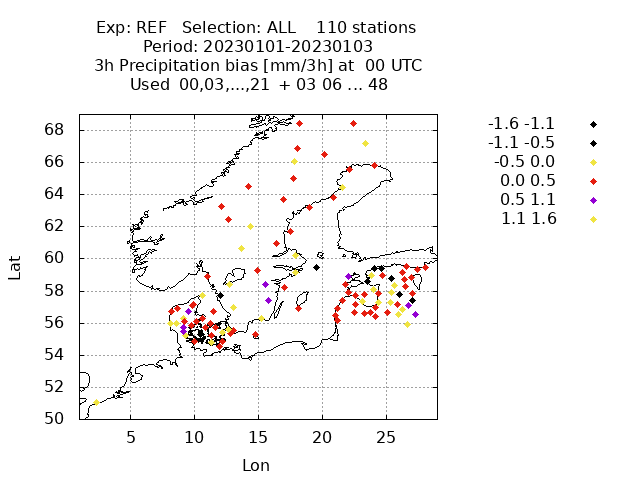 Exp: REF   Selection: ALL    110 stations
Period: 20230101-20230103
3h Precipitation bias [mm/3h] at  00 UTC
Used  00,03,...,21  + 03 06 ... 48
-1.6 -1.1
-1.1 -0.5
-0.5 0.0
0.0 0.5
0.5 1.1
1.1 1.6
68
66
64
62
60
58
56
54
52
50
Lat
5 10 15 20 25
Lon